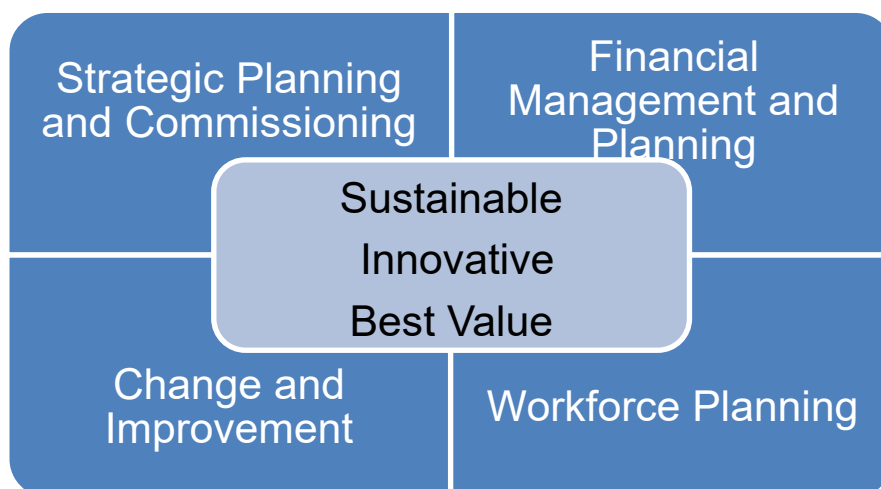 Strategic Planning
and Commissioning
Financial
Management and
Planning
Sustainable
Innovative
Best Value
Change and
Improvement
Workforce Planning